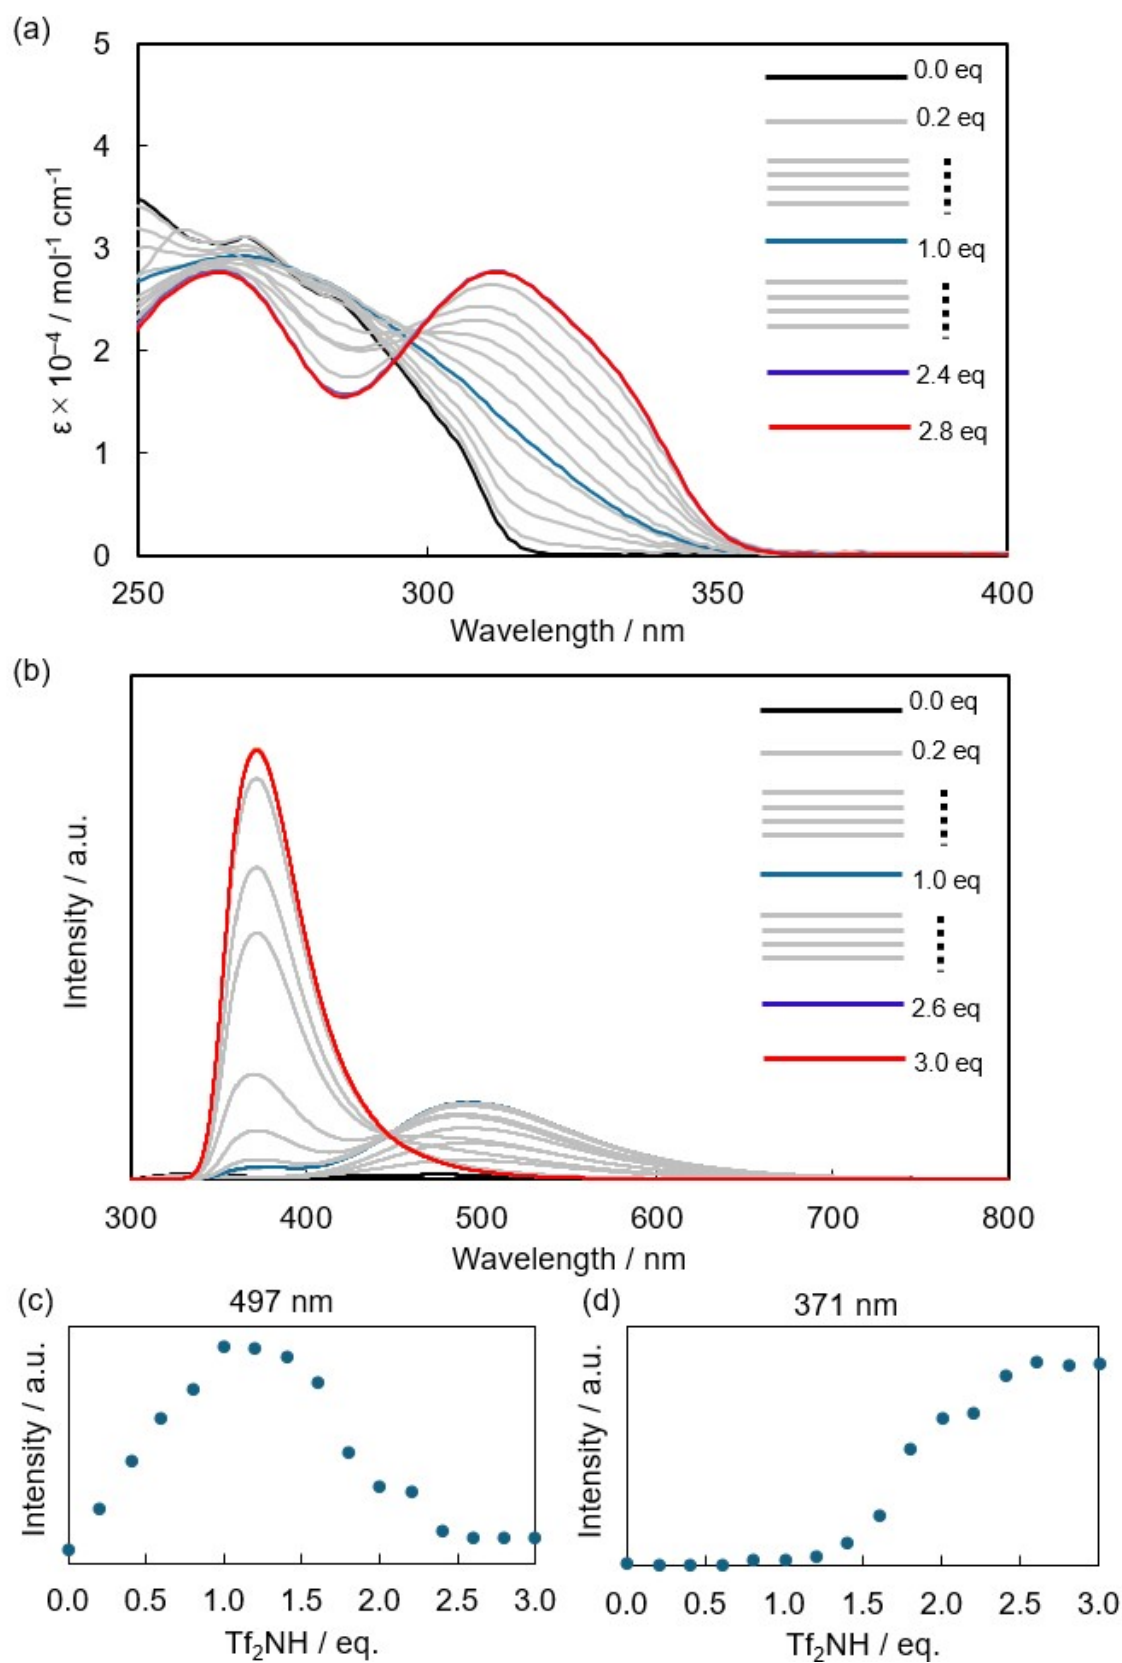 (a)
5
4
3
2
1
0
ε × 10⁻⁴ / mol⁻¹ cm⁻¹
0.0 eq
0.2 eq
1.0 eq
2.4 eq
2.8 eq
250 300 350 400
Wavelength / nm
(b)
Intensity / a.u.
0.0 eq
0.2 eq
1.0 eq
2.6 eq
3.0 eq
300 400 500 600 700 800
Wavelength / nm
(c)
497 nm
Intensity / a.u.
0.0 0.5 1.0 1.5 2.0 2.5 3.0
Tf₂NH / eq.
(d)
371 nm
Intensity / a.u.
0.0 0.5 1.0 1.5 2.0 2.5 3.0
Tf₂NH / eq.